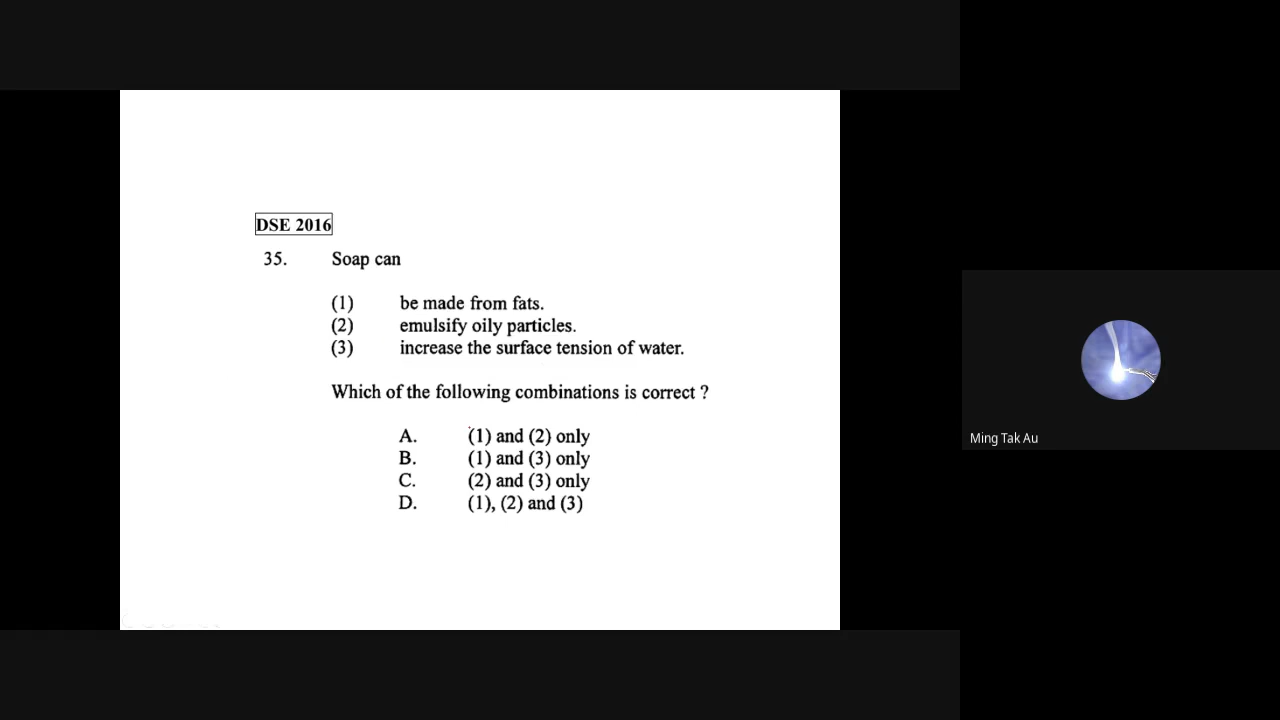 DSE 2016
35. Soap can
(1) be made from fats.
(2) emulsify oily particles.
(3) increase the surface tension of water.
Which of the following combinations is correct ?
A. (1) and (2) only
B. (1) and (3) only
C. (2) and (3) only
D. (1), (2) and (3)
Ming Tak Au